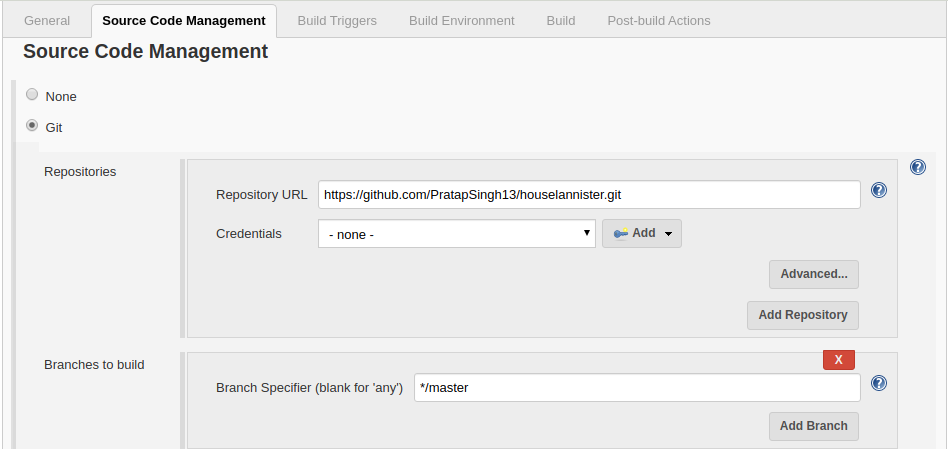 General Source Code Management Build Triggers Build Environment Build Post-build Actions
Source Code Management
None
Git
Repositories
?
Repository URL https://github.com/PratapSingh13/houselannister.git ?
Credentials - none - Add
Advanced...
Add Repository
Branches to build
X
Branch Specifier (blank for 'any') */master ?
Add Branch